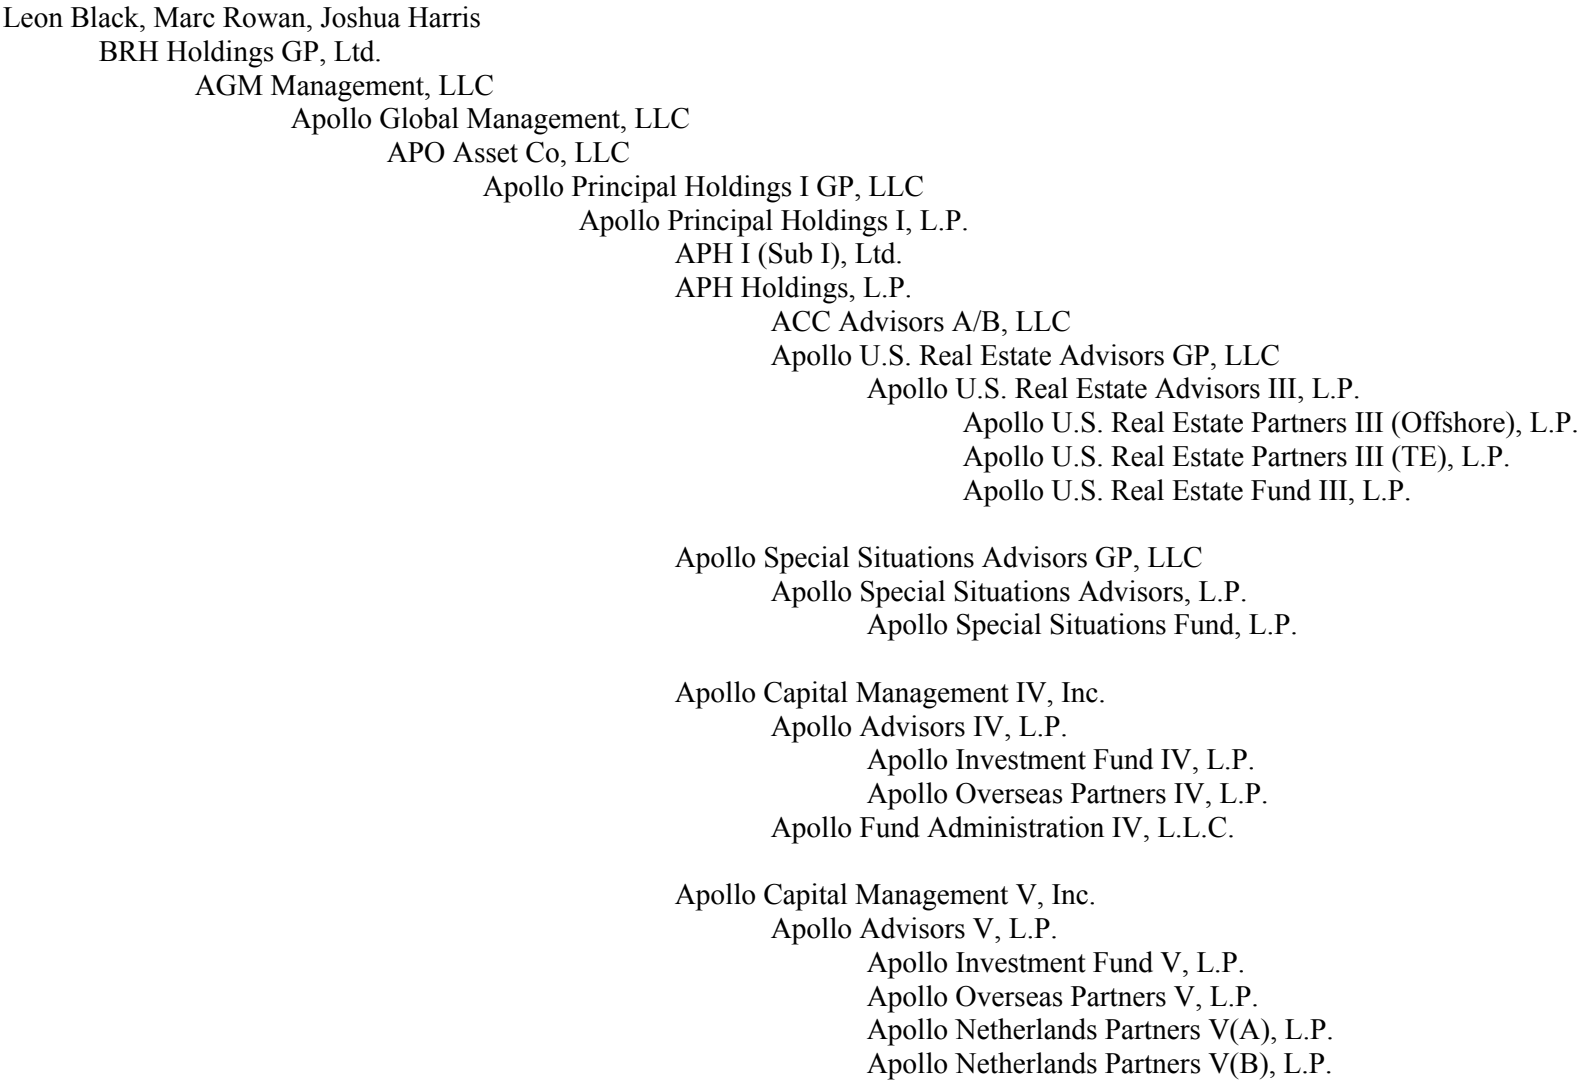 Leon Black, Marc Rowan, Joshua Harris
BRH Holdings GP, Ltd.
AGM Management, LLC
Apollo Global Management, LLC
APO Asset Co, LLC
Apollo Principal Holdings I GP, LLC
Apollo Principal Holdings I, L.P.
APH I (Sub I), Ltd.
APH Holdings, L.P.
ACC Advisors A/B, LLC
Apollo U.S. Real Estate Advisors GP, LLC
Apollo U.S. Real Estate Advisors III, L.P.
Apollo U.S. Real Estate Partners III (Offshore), L.P.
Apollo U.S. Real Estate Partners III (TE), L.P.
Apollo U.S. Real Estate Fund III, L.P.
Apollo Special Situations Advisors GP, LLC
Apollo Special Situations Advisors, L.P.
Apollo Special Situations Fund, L.P.
Apollo Capital Management IV, Inc.
Apollo Advisors IV, L.P.
Apollo Investment Fund IV, L.P.
Apollo Overseas Partners IV, L.P.
Apollo Fund Administration IV, L.L.C.
Apollo Capital Management V, Inc.
Apollo Advisors V, L.P.
Apollo Investment Fund V, L.P.
Apollo Overseas Partners V, L.P.
Apollo Netherlands Partners V(A), L.P.
Apollo Netherlands Partners V(B), L.P.